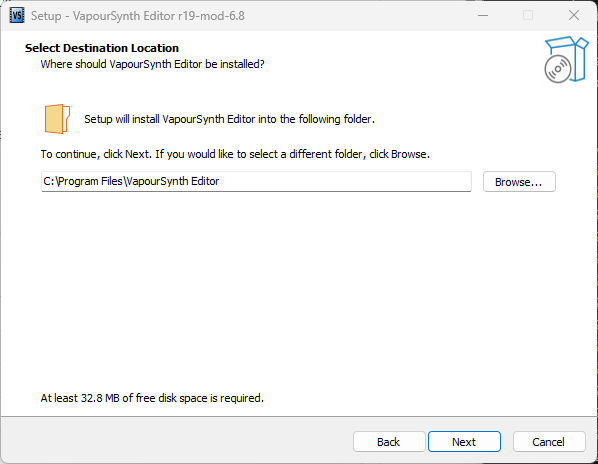 VS
Setup - VapourSynth Editor r19-mod-6.8
Select Destination Location
Where should VapourSynth Editor be installed?
Setup will install VapourSynth Editor into the following folder.
To continue, click Next. If you would like to select a different folder, click Browse.
C:\Program Files\VapourSynth Editor
Browse...
At least 32.8 MB of free disk space is required.
Back
Next
Cancel